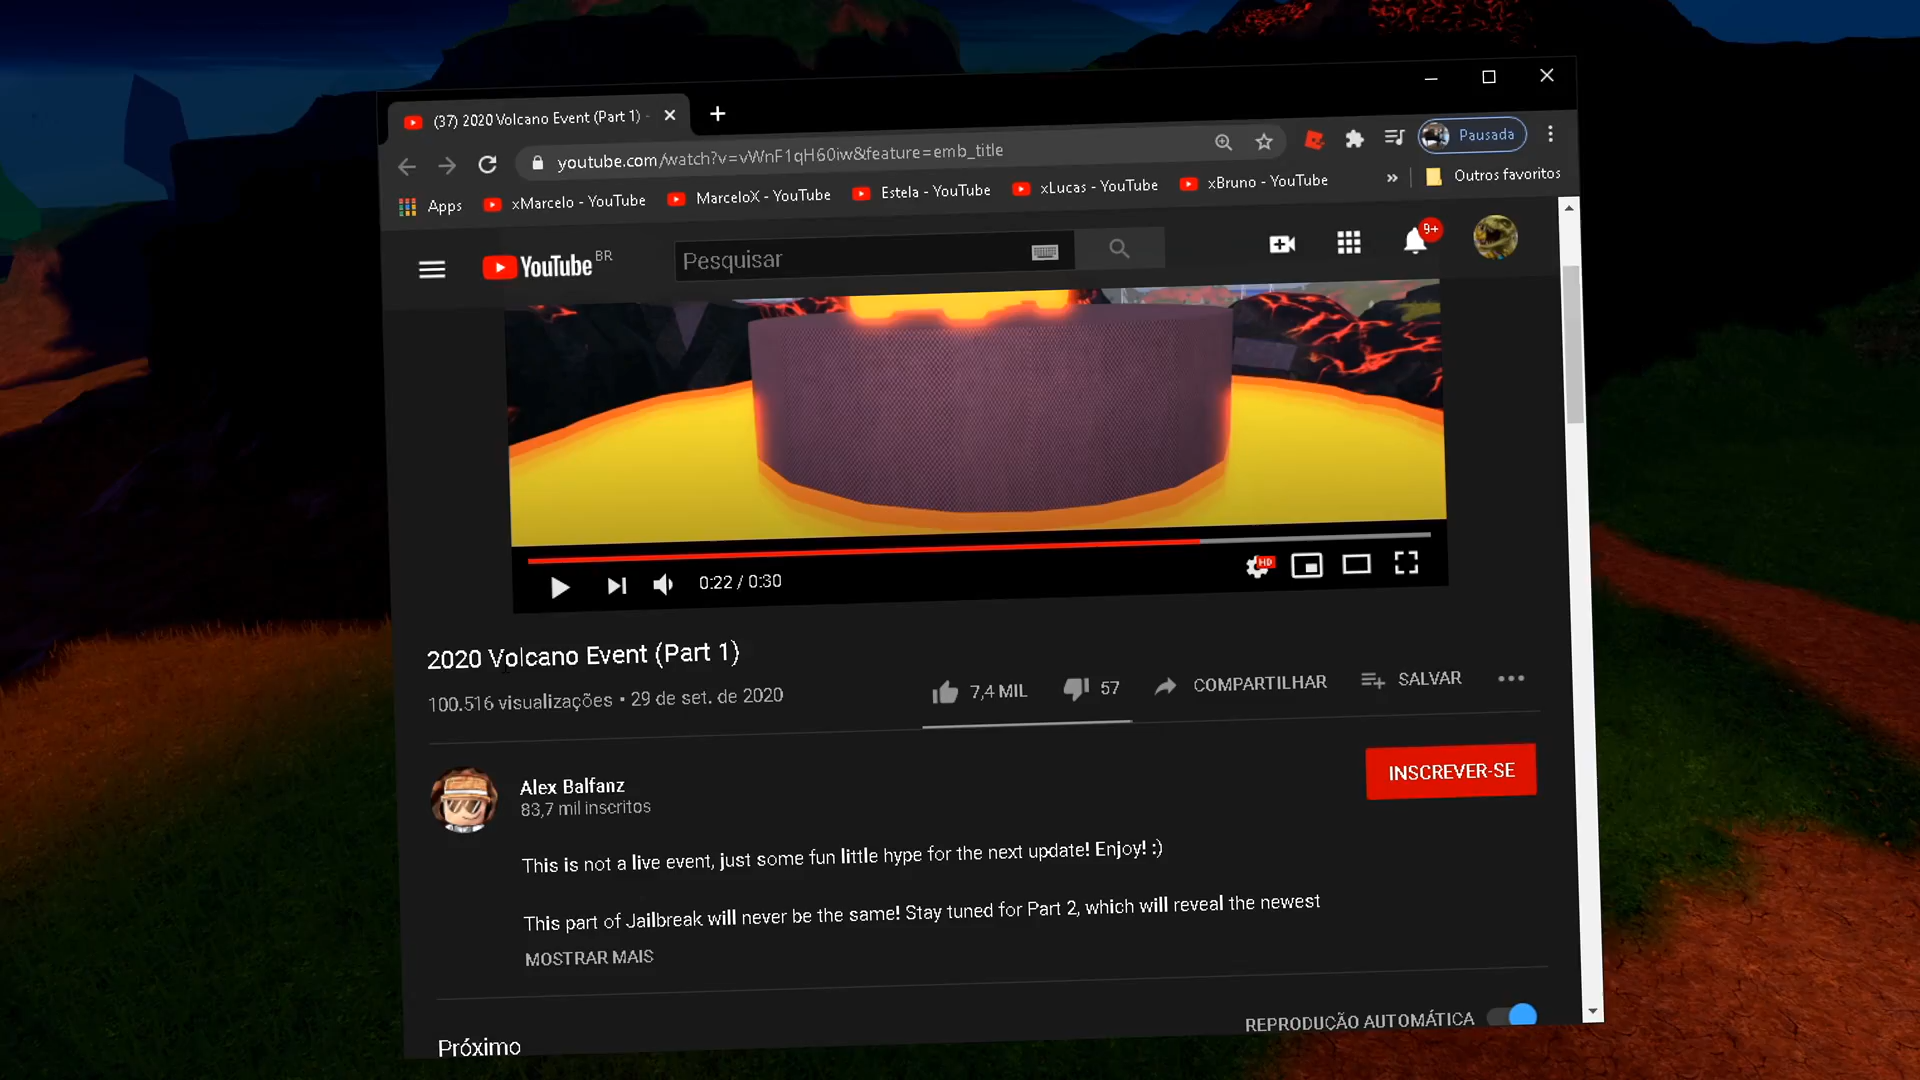 (37) 2020 Volcano Event (Part 1) -
youtube.com/watch?v=vWnF1qH60iw&feature=emb_title
Pausada
Apps
xMarcelo - YouTube
MarceloX - YouTube
Estela - YouTube
xLucas - YouTube
xBruno - YouTube
»
Outros favoritos
YouTube BR
Pesquisar
9+
0:22 / 0:30
HD
2020 Volcano Event (Part 1)
100.516 visualizações • 29 de set. de 2020
7,4 MIL
57
COMPARTILHAR
SALVAR
Alex Balfanz
83,7 mil inscritos
INSCREVER-SE
This is not a live event, just some fun little hype for the next update! Enjoy! :)
This part of Jailbreak will never be the same! Stay tuned for Part 2, which will reveal the newest
MOSTRAR MAIS
REPRODUÇÃO AUTOMÁTICA
Próximo